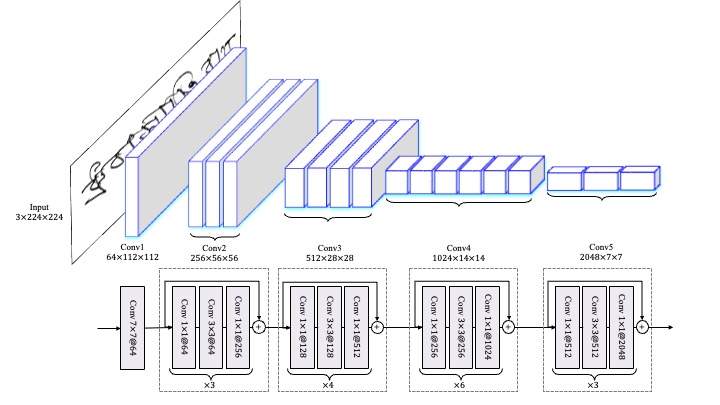 Input
3×224×224
Conv1
64×112×112
Conv2
256×56×56
Conv3
512×28×28
Conv4
1024×14×14
Conv5
2048×7×7
Conv 7×7@64
Conv 1×1@64
Conv 3×3@64
Conv 1×1@256
+
×3
Conv 1×1@128
Conv 3×3@128
Conv 1×1@512
+
×4
Conv 1×1@256
Conv 3×3@256
Conv 1×1@1024
+
×6
Conv 1×1@512
Conv 3×3@512
Conv 1×1@2048
+
×3